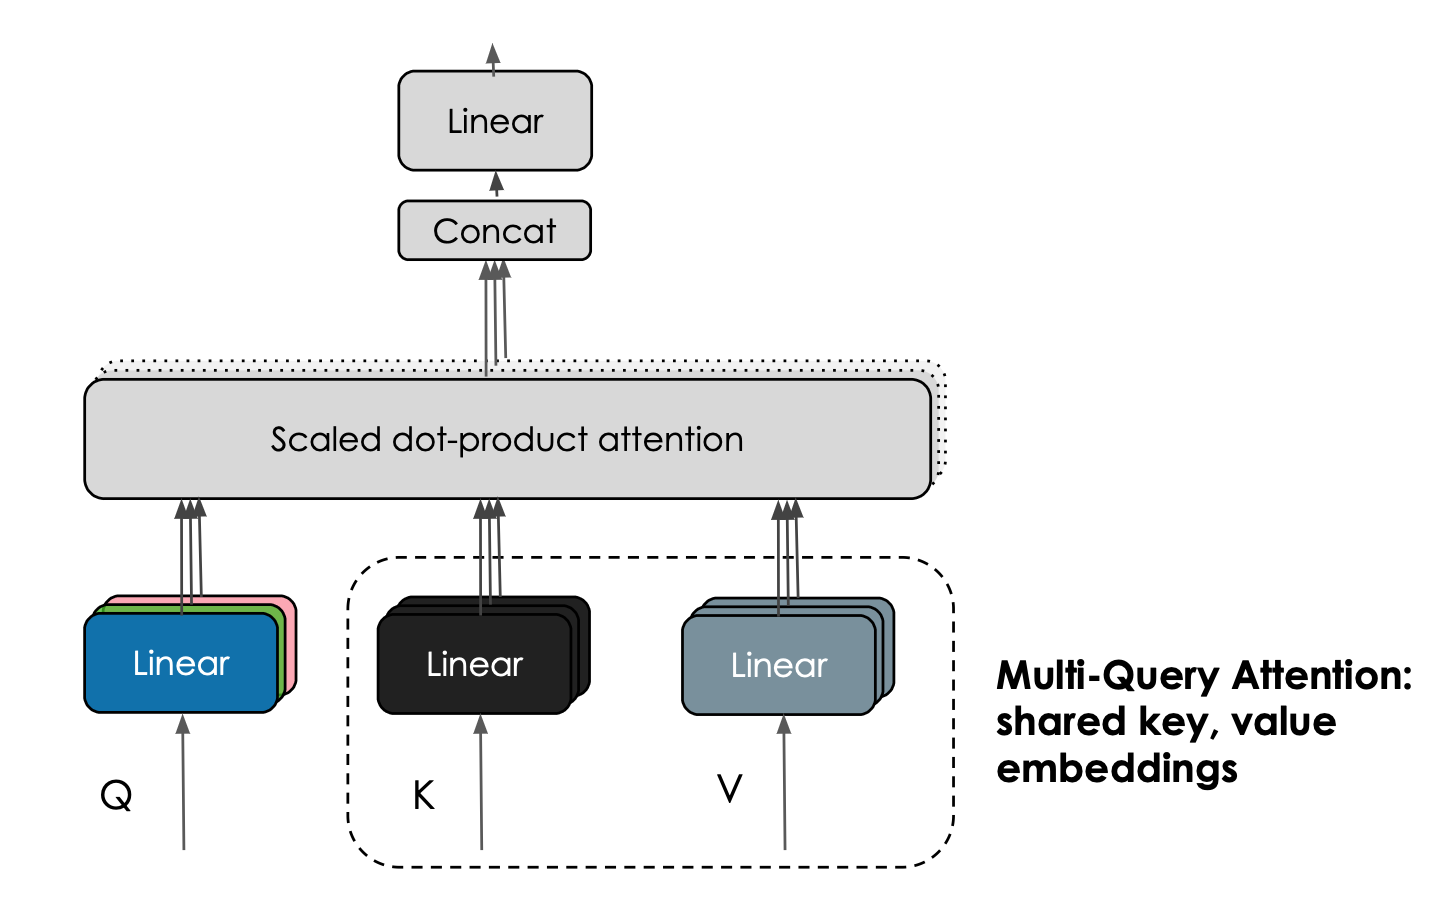 Linear
Concat
Scaled dot-product attention
Linear
Linear
Linear
Q
K
V
Multi-Query Attention:
shared key, value
embeddings